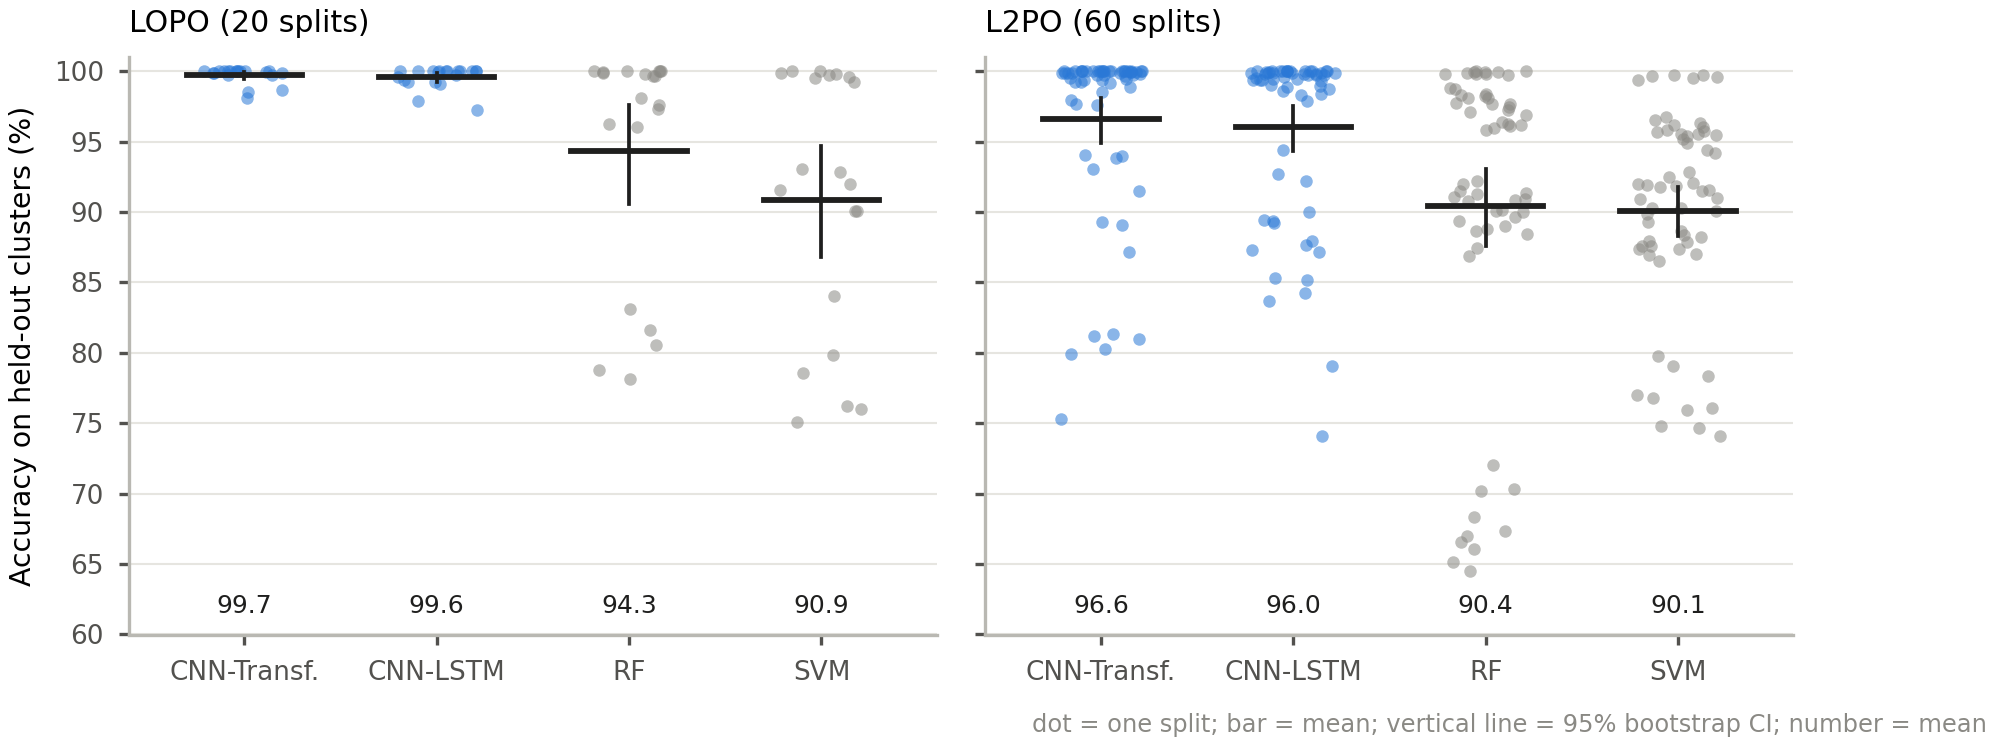 LOPO (20 splits)
L2PO (60 splits)
Accuracy on held-out clusters (%)
100
95
90
85
80
75
70
65
60
99.7
99.6
94.3
90.9
96.6
96.0
90.4
90.1
CNN-Transf.
CNN-LSTM
RF
SVM
CNN-Transf.
CNN-LSTM
RF
SVM
dot = one split; bar = mean; vertical line = 95% bootstrap CI; number = mean